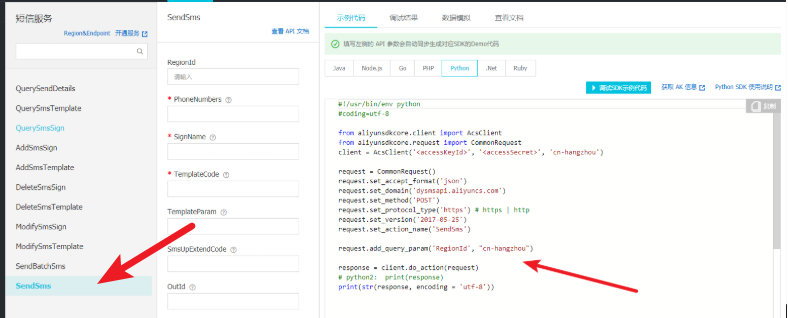 短信服务
Region&Endpoint 开通服务
QuerySendDetails
QuerySmsTemplate
QuerySmsSign
AddSmsSign
AddSmsTemplate
DeleteSmsSign
DeleteSmsTemplate
ModifySmsSign
ModifySmsTemplate
SendBatchSms
SendSms
SendSms
查看 API 文档
RegionId
请输入
* PhoneNumbers
* SignName
* TemplateCode
TemplateParam
SmsUpExtendCode
OutId
示例代码 调试结果 数据模拟 查看文档
填写左侧的 API 参数会自动同步生成对应SDK的Demo代码
Java Node.js Go PHP Python .Net Ruby
调试SDK示例代码 获取 AK 信息 Python SDK 使用说明
复制
#!/usr/bin/env python
#coding=utf-8
from aliyunsdkcore.client import AcsClient
from aliyunsdkcore.request import CommonRequest
client = AcsClient('<accessKeyId>', '<accessSecret>', 'cn-hangzhou')
request = CommonRequest()
request.set_accept_format('json')
request.set_domain('dysmsapi.aliyuncs.com')
request.set_method('POST')
request.set_protocol_type('https') # https | http
request.set_version('2017-05-25')
request.set_action_name('SendSms')
request.add_query_param('RegionId', "cn-hangzhou")
response = client.do_action(request)
# python2: print(response)
print(str(response, encoding = 'utf-8'))